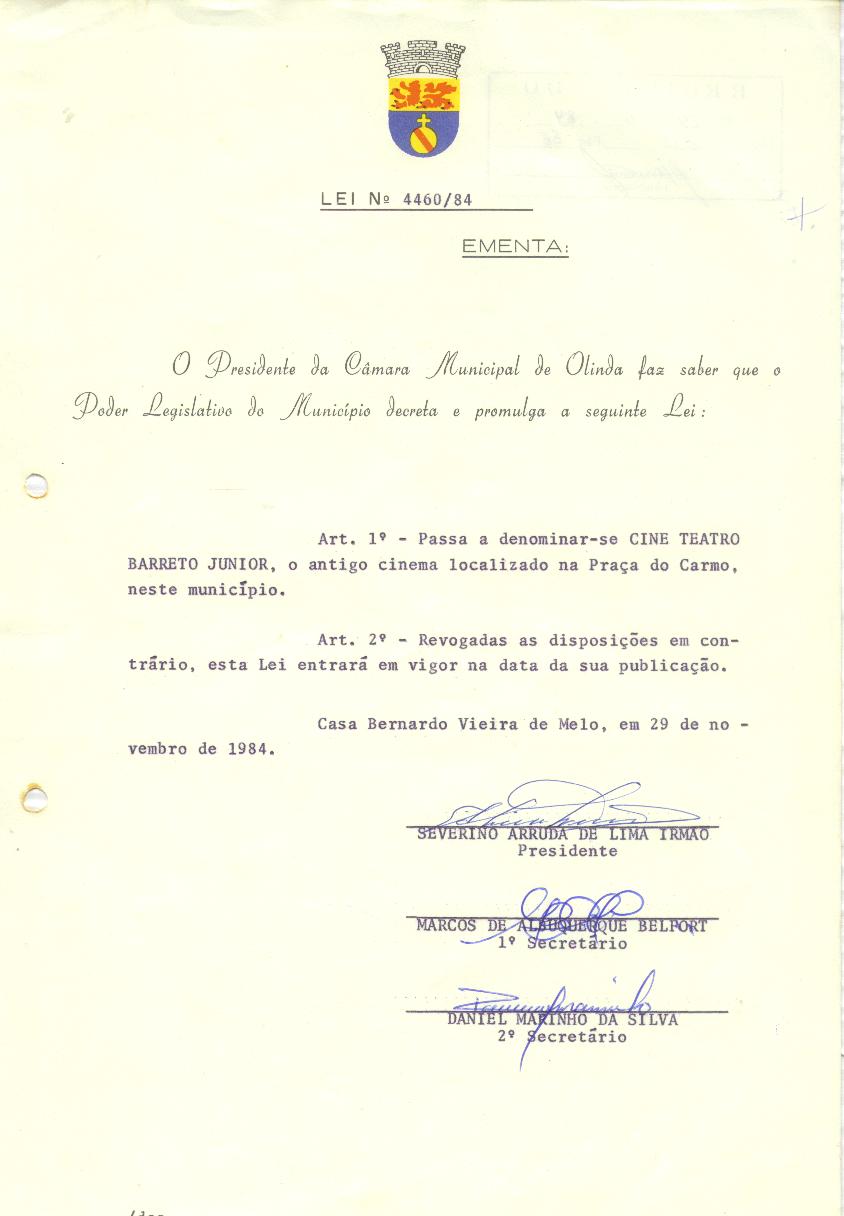 LEI Nº 4460/84
EMENTA:
O Presidente da Câmara Municipal de Olinda faz saber que o
Poder Legislativo do Município decreta e promulga a seguinte Lei:
Art. 1º - Passa a denominar-se CINE TEATRO
BARRETO JUNIOR, o antigo cinema localizado na Praça do Carmo,
neste município.
Art. 2º - Revogadas as disposições em con-
trário, esta Lei entrará em vigor na data da sua publicação.
Casa Bernardo Vieira de Melo, em 29 de no -
vembro de 1984.
SEVERINO ARRUDA DE LIMA IRMÃO
Presidente
MARCOS DE ALBUQUERQUE BELFORT
1º Secretário
DANIEL MARINHO DA SILVA
2º Secretário